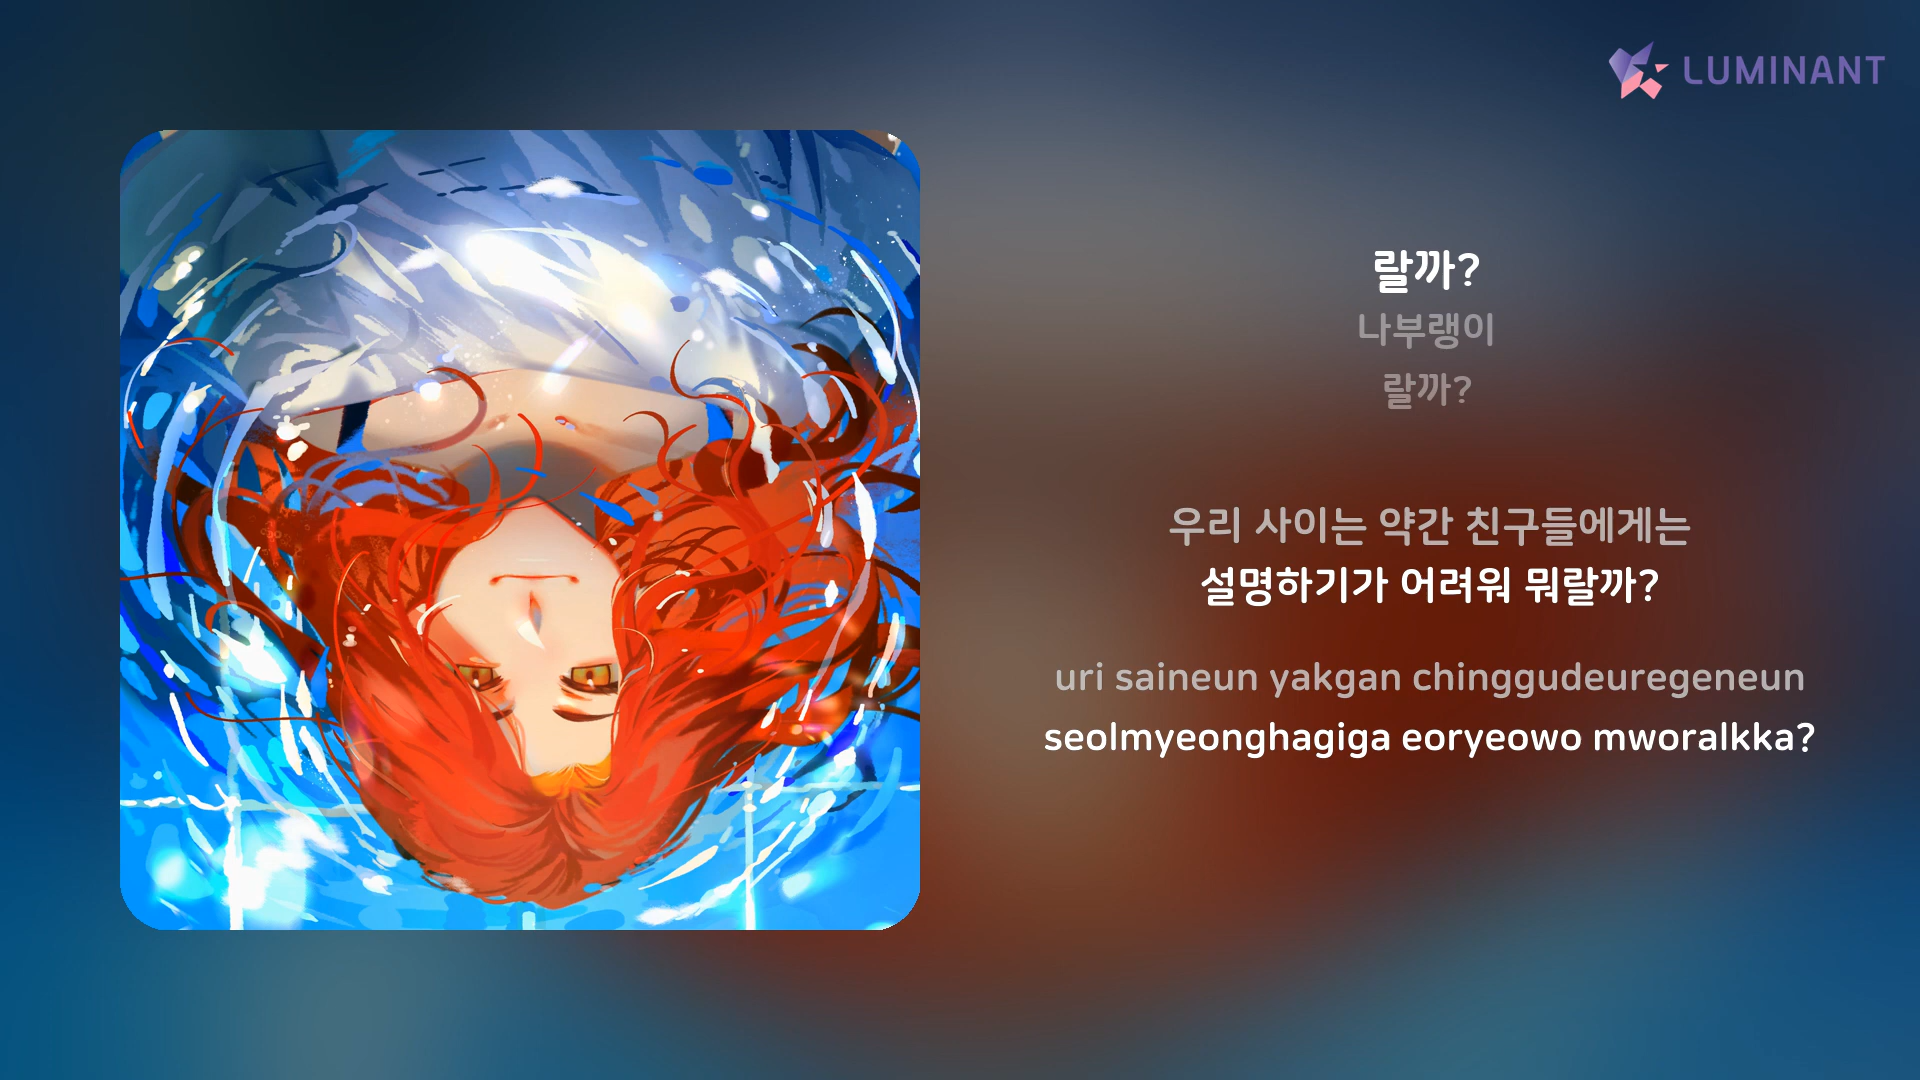 LUMINANT
랄까?
나부랭이
랄까?
우리 사이는 약간 친구들에게는
설명하기가 어려워 뭐랄까?
uri saineun yakgan chinggudeuregeneun
seolmyeonghagiga eoryeowo mworalkka?